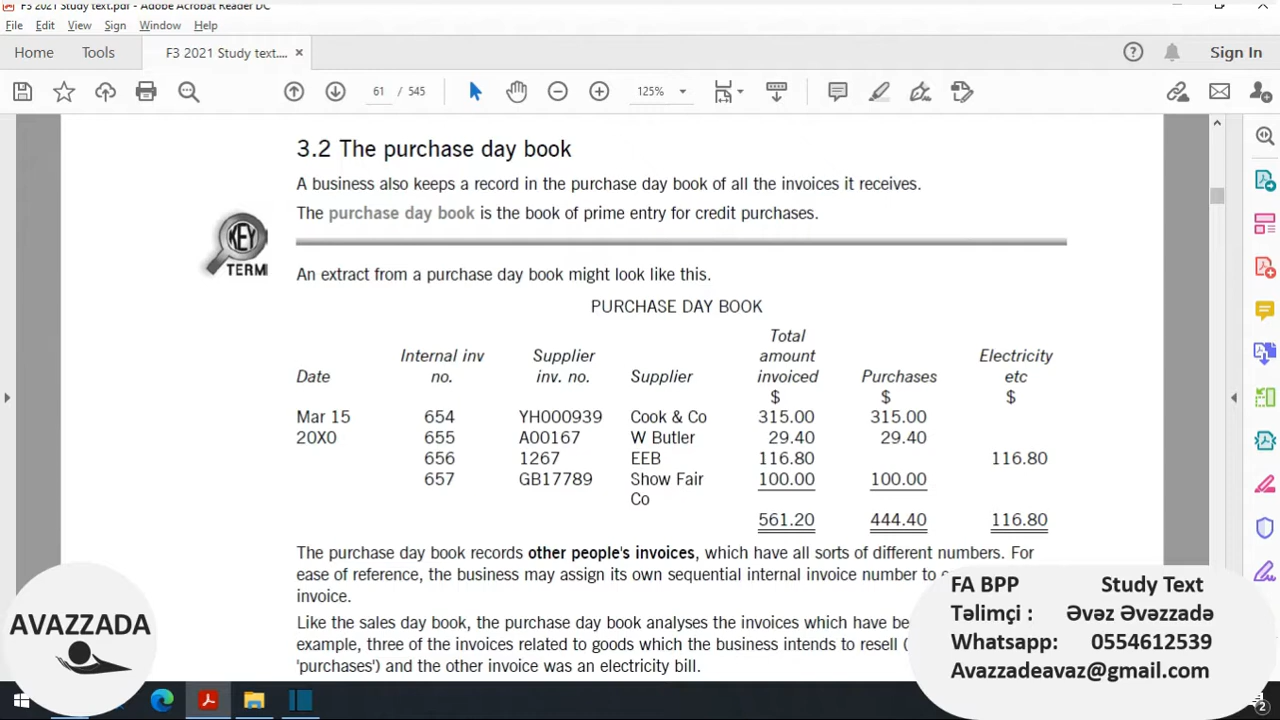 F3 2021 Study text.pdf - Adobe Acrobat Reader DC
File Edit View Sign Window Help
Home Tools F3 2021 Study text.... × Sign In
61 / 545 125%
3.2 The purchase day book
A business also keeps a record in the purchase day book of all the invoices it receives.
The purchase day book is the book of prime entry for credit purchases.
KEY
TERM
An extract from a purchase day book might look like this.
PURCHASE DAY BOOK
Total
Internal inv Supplier amount Electricity
Date no. inv. no. Supplier invoiced Purchases etc
$ $ $
Mar 15 654 YH000939 Cook & Co 315.00 315.00
20X0 655 A00167 W Butler 29.40 29.40
656 1267 EEB 116.80 116.80
657 GB17789 Show Fair 100.00 100.00
Co
561.20 444.40 116.80
The purchase day book records other people's invoices, which have all sorts of different numbers. For
ease of reference, the business may assign its own sequential internal invoice number to
invoice.
Like the sales day book, the purchase day book analyses the invoices which have
example, three of the invoices related to goods which the business intends to resell (
'purchases') and the other invoice was an electricity bill.
AVAZZADA
FA BPP Study Text
Təlimçi : Əvəz Əvəzzadə
Whatsapp: 0554612539
Avazzadeavaz@gmail.com
2